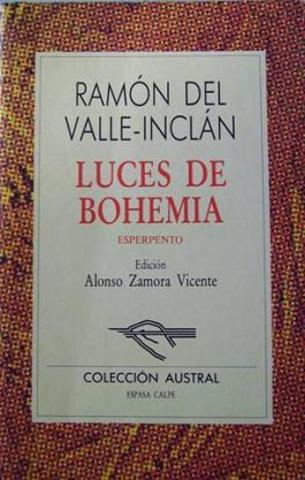 RAMÓN DEL
VALLE-INCLÁN
LUCES DE
BOHEMIA
ESPERPENTO
Edición
Alonso Zamora Vicente
COLECCIÓN AUSTRAL
ESPASA CALPE